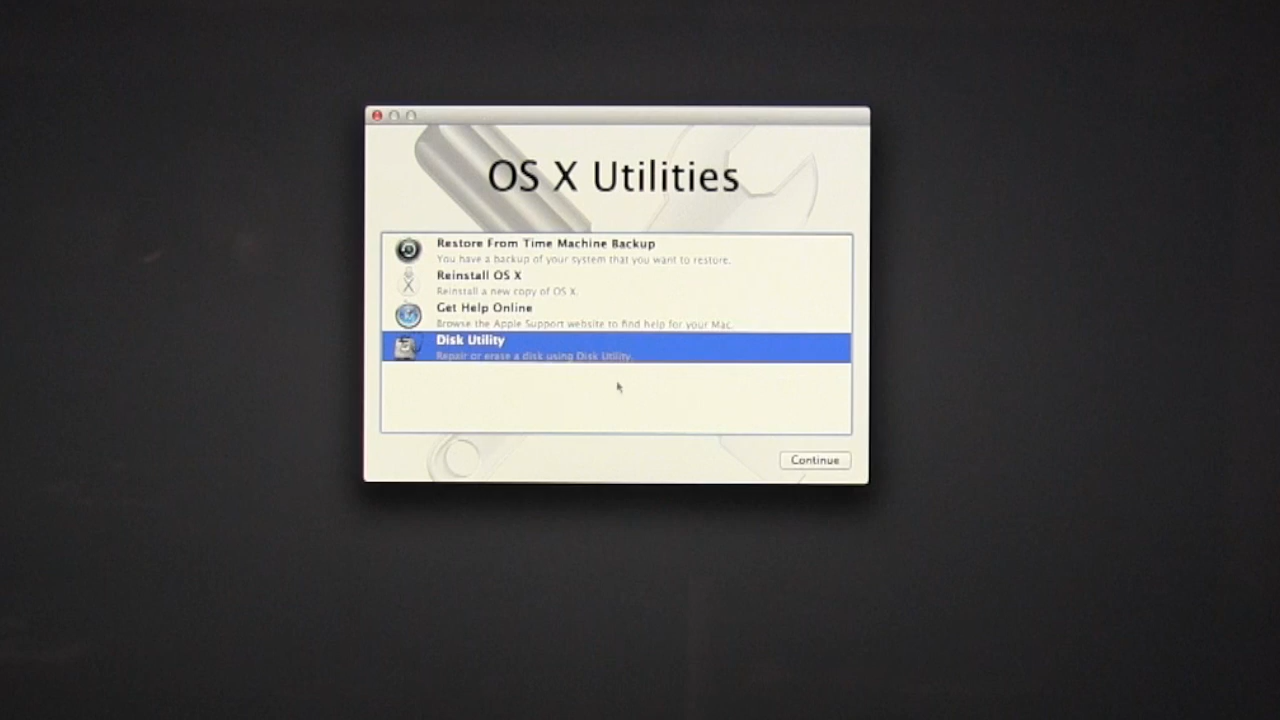 OS X Utilities
Restore From Time Machine Backup
You have a backup of your system that you want to restore.
Reinstall OS X
Reinstall a new copy of OS X.
Get Help Online
Browse the Apple Support website to find help for your Mac.
Disk Utility
Repair or erase a disk using Disk Utility.
Continue